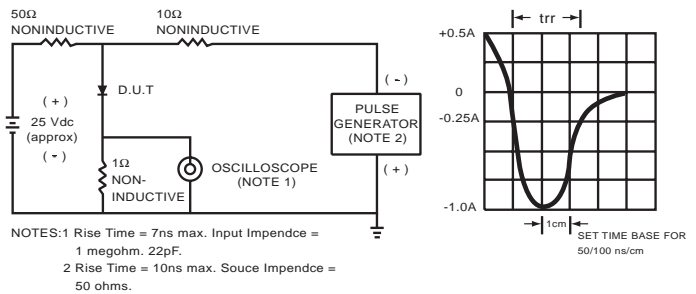 50Ω
NONINDUCTIVE
10Ω
NONINDUCTIVE
( + )
25 Vdc
(approx)
( - )
D.U.T
1Ω
NON-
INDUCTIVE
OSCILLOSCOPE
(NOTE 1)
( - )
PULSE
GENERATOR
(NOTE 2)
( + )
NOTES:1 Rise Time = 7ns max. Input Impendce =
1 megohm. 22pF.
2 Rise Time = 10ns max. Souce Impendce =
50 ohms.
trr
+0.5A
0
-0.25A
-1.0A
1cm
SET TIME BASE FOR
50/100 ns/cm